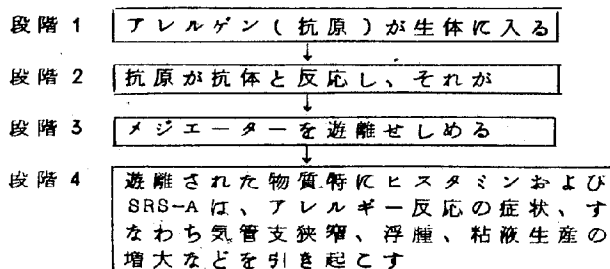 段階 1 アレルゲン(抗原)が生体に入る
段階 2 抗原が抗体と反応し、それが
段階 3 メジエーターを遊離せしめる
段階 4 遊離された物質特にヒスタミンおよび
SRS-Aは、アレルギー反応の症状、す
なわち気管支狭窄、浮腫、粘液生産の
増大などを引き起こす